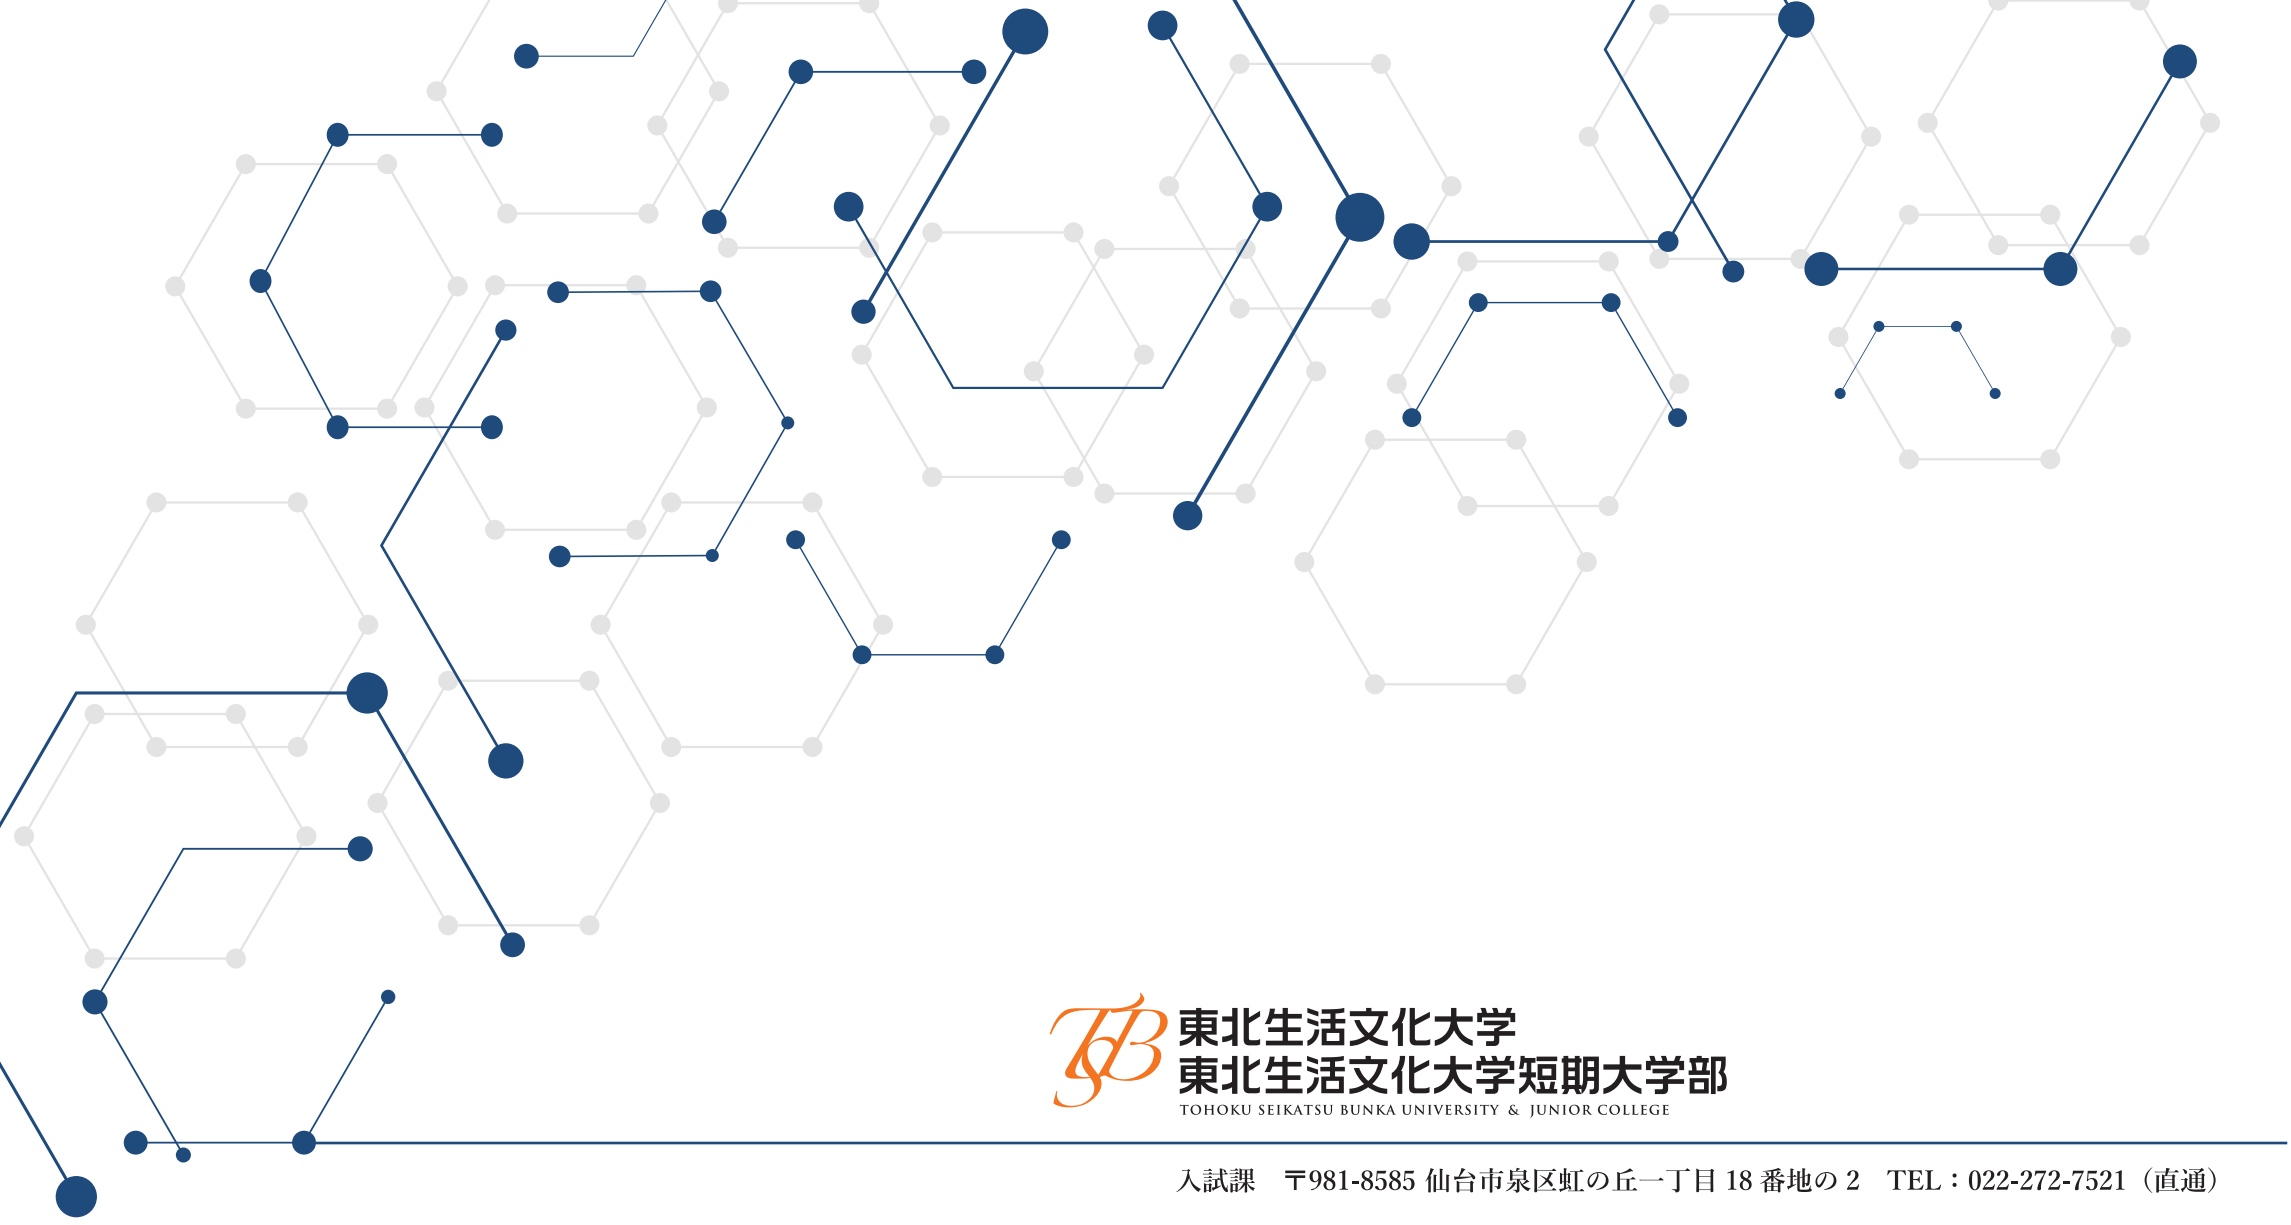 東北生活文化大学
東北生活文化大学短期大学部
TOHOKU SEIKATSU BUNKA UNIVERSITY & JUNIOR COLLEGE
入試課　〒981-8585 仙台市泉区虹の丘一丁目 18 番地の 2　TEL：022-272-7521（直通）